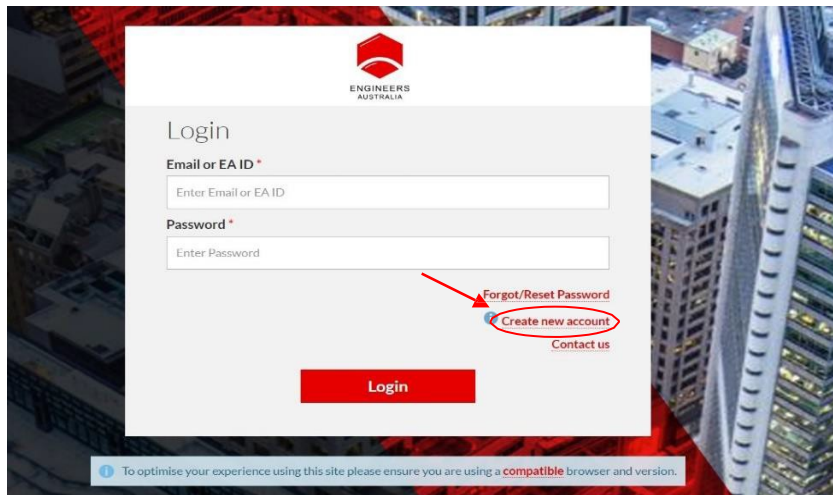 ENGINEERS
AUSTRALIA
Login
Email or EA ID *
Enter Email or EA ID
Password *
Enter Password
Forgot/Reset Password
Create new account
Contact us
Login
To optimise your experience using this site please ensure you are using a compatible browser and version.